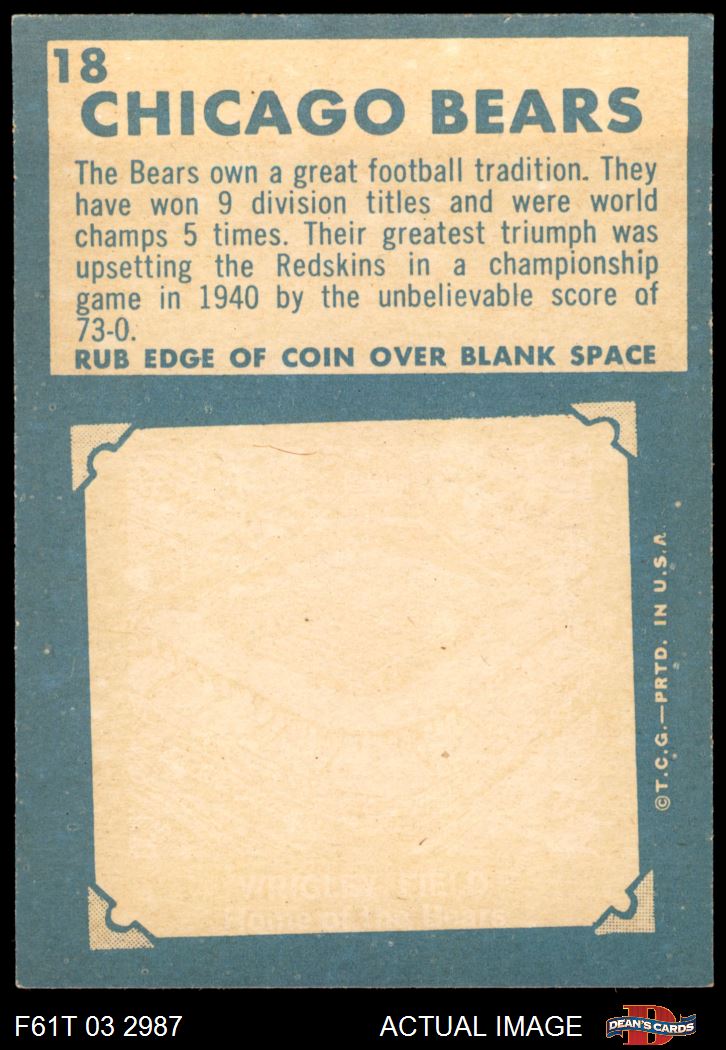 18
CHICAGO BEARS
The Bears own a great football tradition. They
have won 9 division titles and were world
champs 5 times. Their greatest triumph was
upsetting the Redskins in a championship
game in 1940 by the unbelievable score of
73-0.
RUB EDGE OF COIN OVER BLANK SPACE
© T.C.G.—PRTD. IN U.S.A
WRIGLEY FIELD
Home of the Bears
F61T 03 2987
ACTUAL IMAGE
DEAN'S CARDS